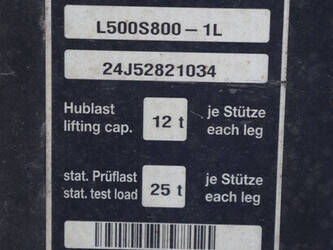 L500S800-1L
24J52821034
Hublast 12 t je Stütze
lifting cap. each leg
stat. Prüflast 25 t je Stütze
stat. test load each leg